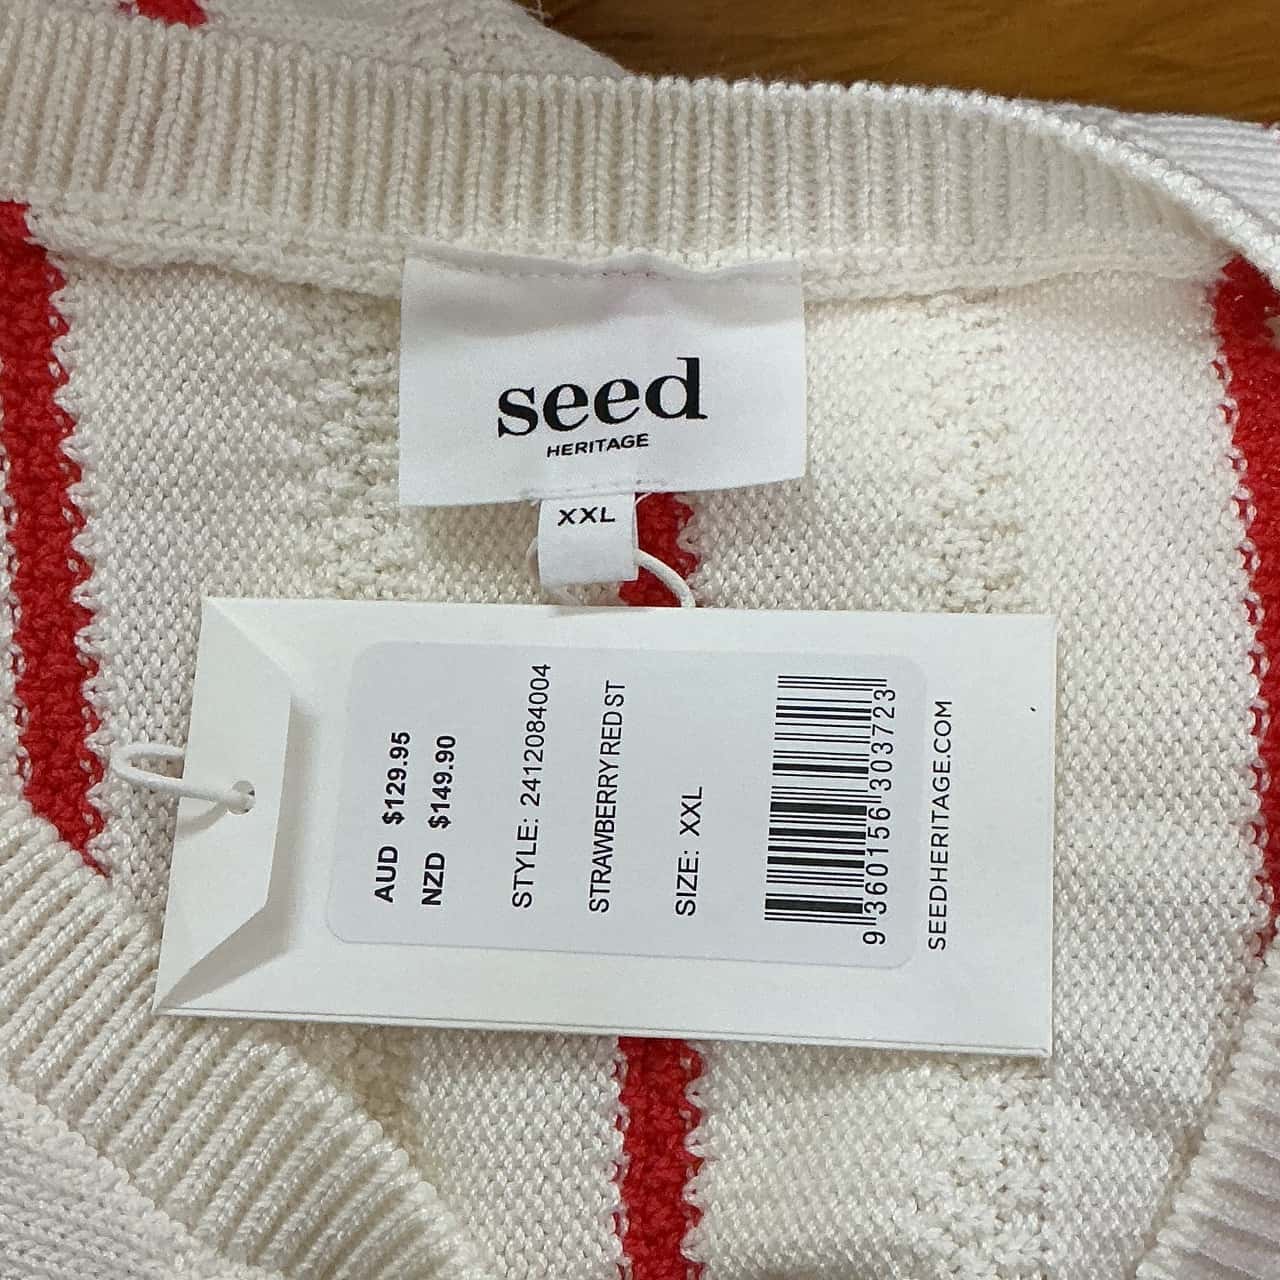 seed
HERITAGE
XXL
AUD $129.95
NZD $149.90
STYLE: 2412084004
STRAWBERRY RED ST
SIZE: XXL
9 360156 303723
SEEDHERITAGE.COM